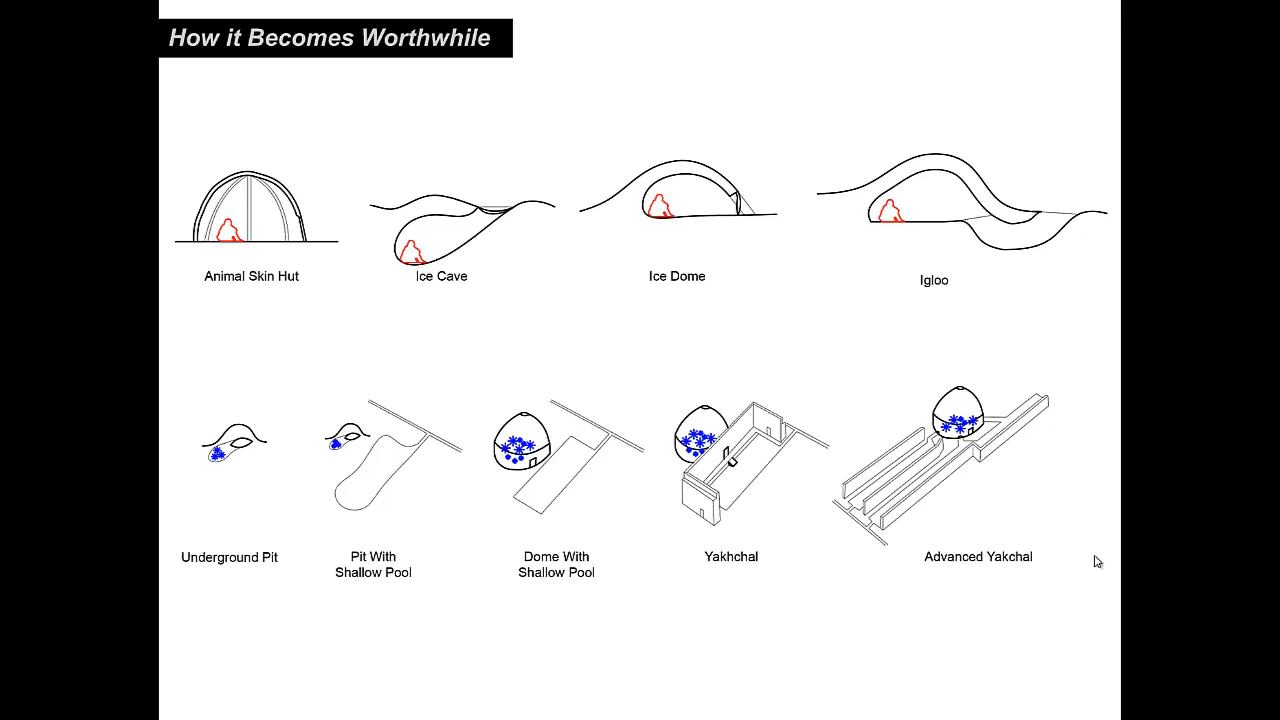 How it Becomes Worthwhile
Animal Skin Hut
Ice Cave
Ice Dome
Igloo
Underground Pit
Pit With
Shallow Pool
Dome With
Shallow Pool
Yakhchal
Advanced Yakchal